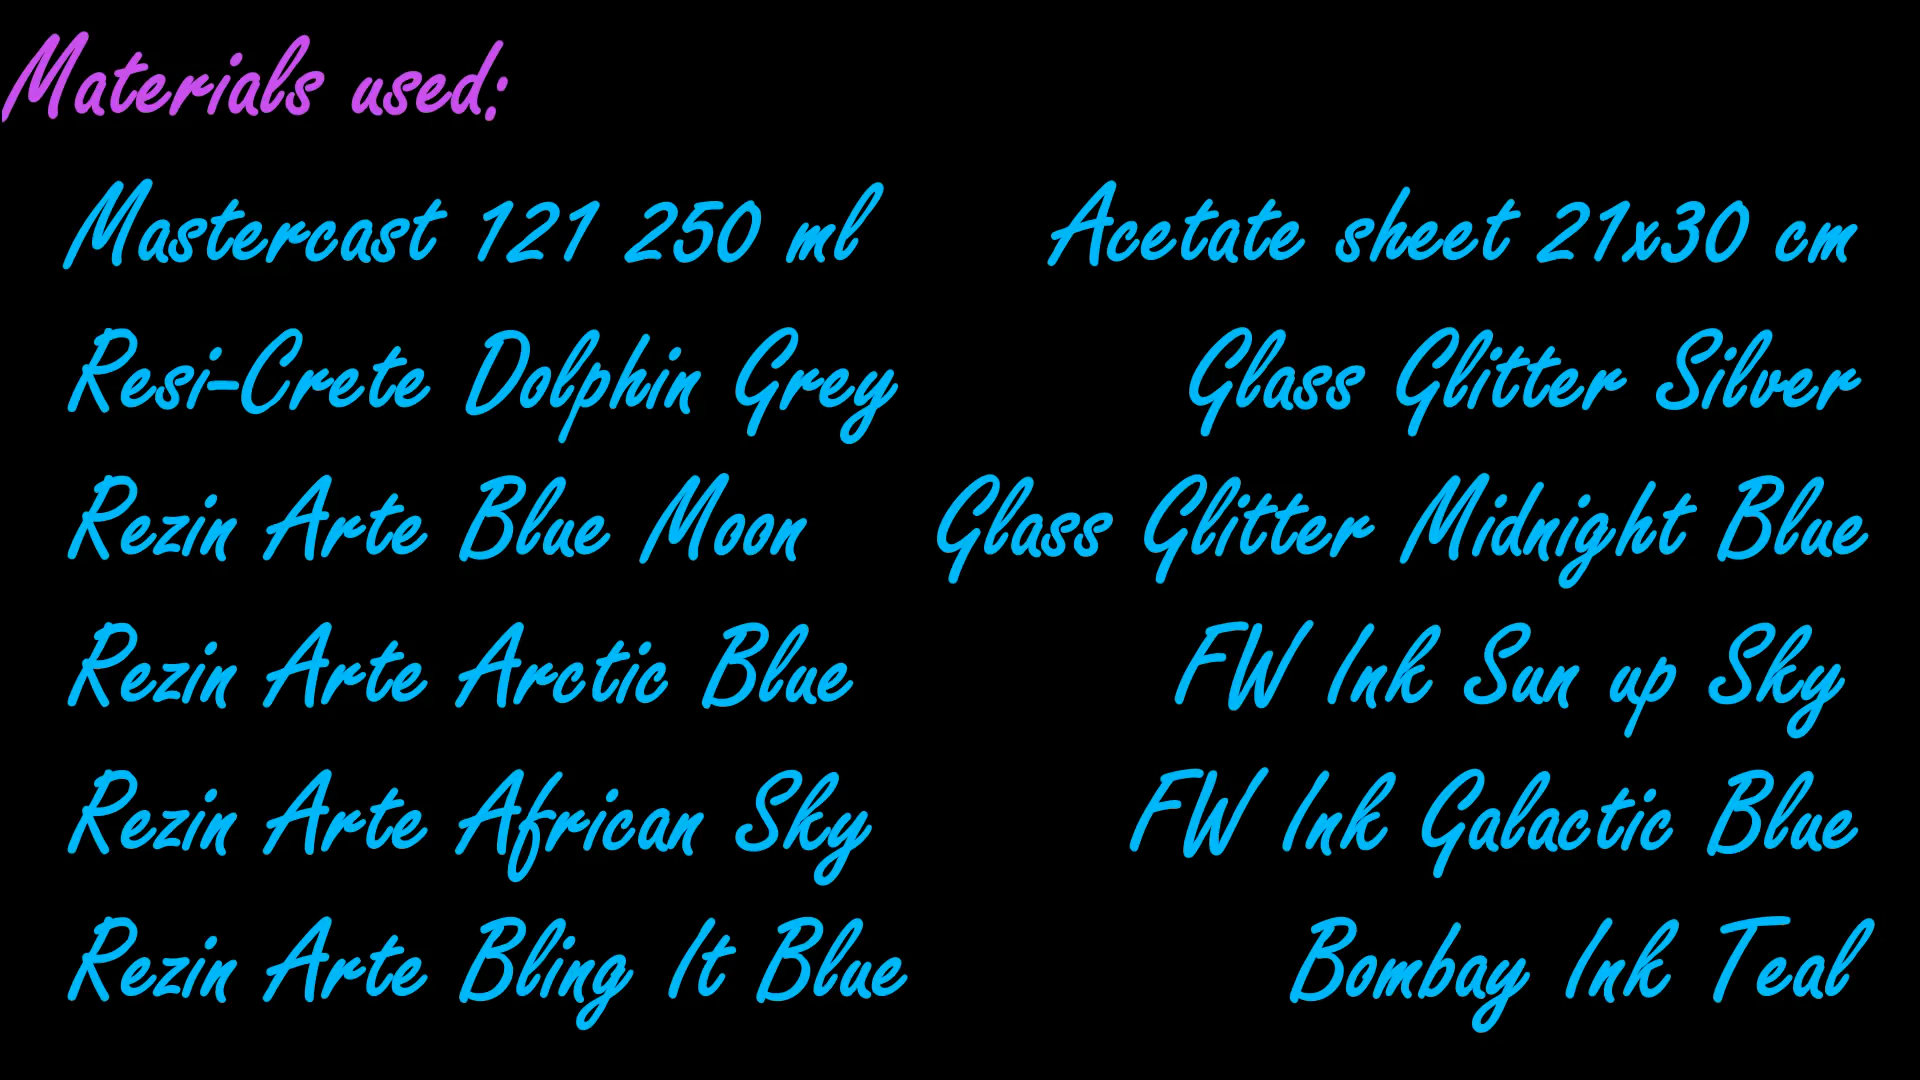 Materials used:
Mastercast 121 250 ml
Resi-Crete Dolphin Grey
Rezin Arte Blue Moon
Rezin Arte Arctic Blue
Rezin Arte African Sky
Rezin Arte Bling It Blue
Acetate sheet 21x30 cm
Glass Glitter Silver
Glass Glitter Midnight Blue
FW Ink Sun up Sky
FW Ink Galactic Blue
Bombay Ink Teal